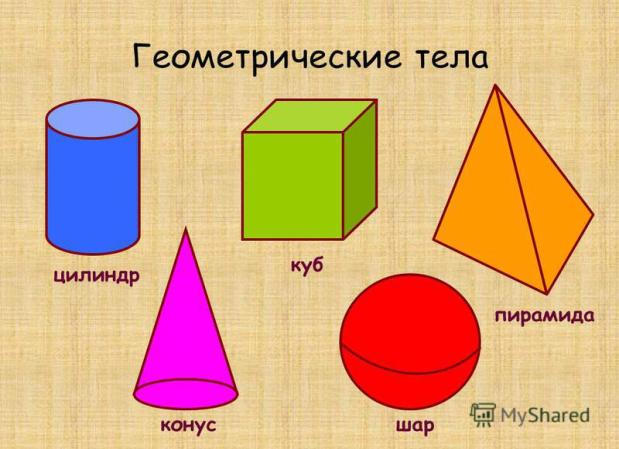 Геометрические тела
цилиндр
куб
пирамида
конус
шар
MyShared